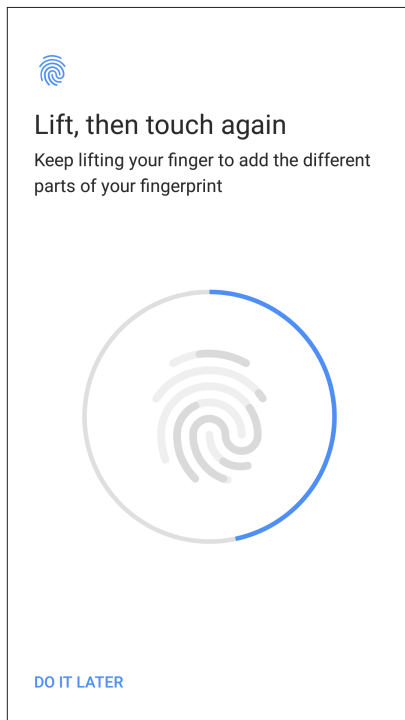 Lift, then touch again
Keep lifting your finger to add the different
parts of your fingerprint
DO IT LATER